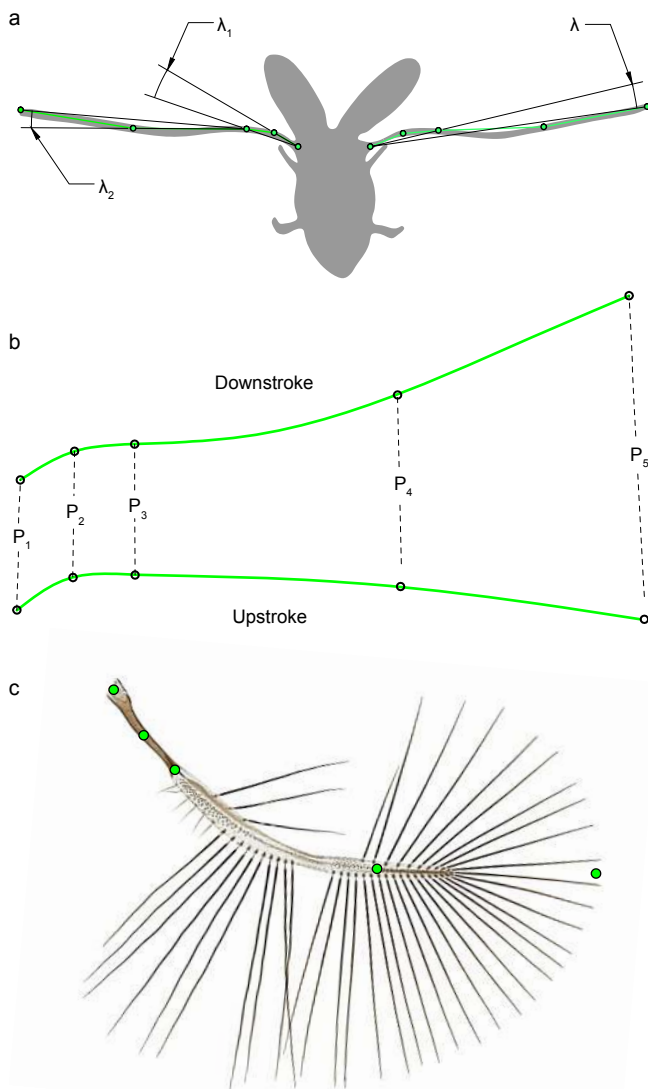 a
λ₁
λ
λ₂
b
Downstroke
P₁
P₂
P₃
P₄
P₅
Upstroke
c